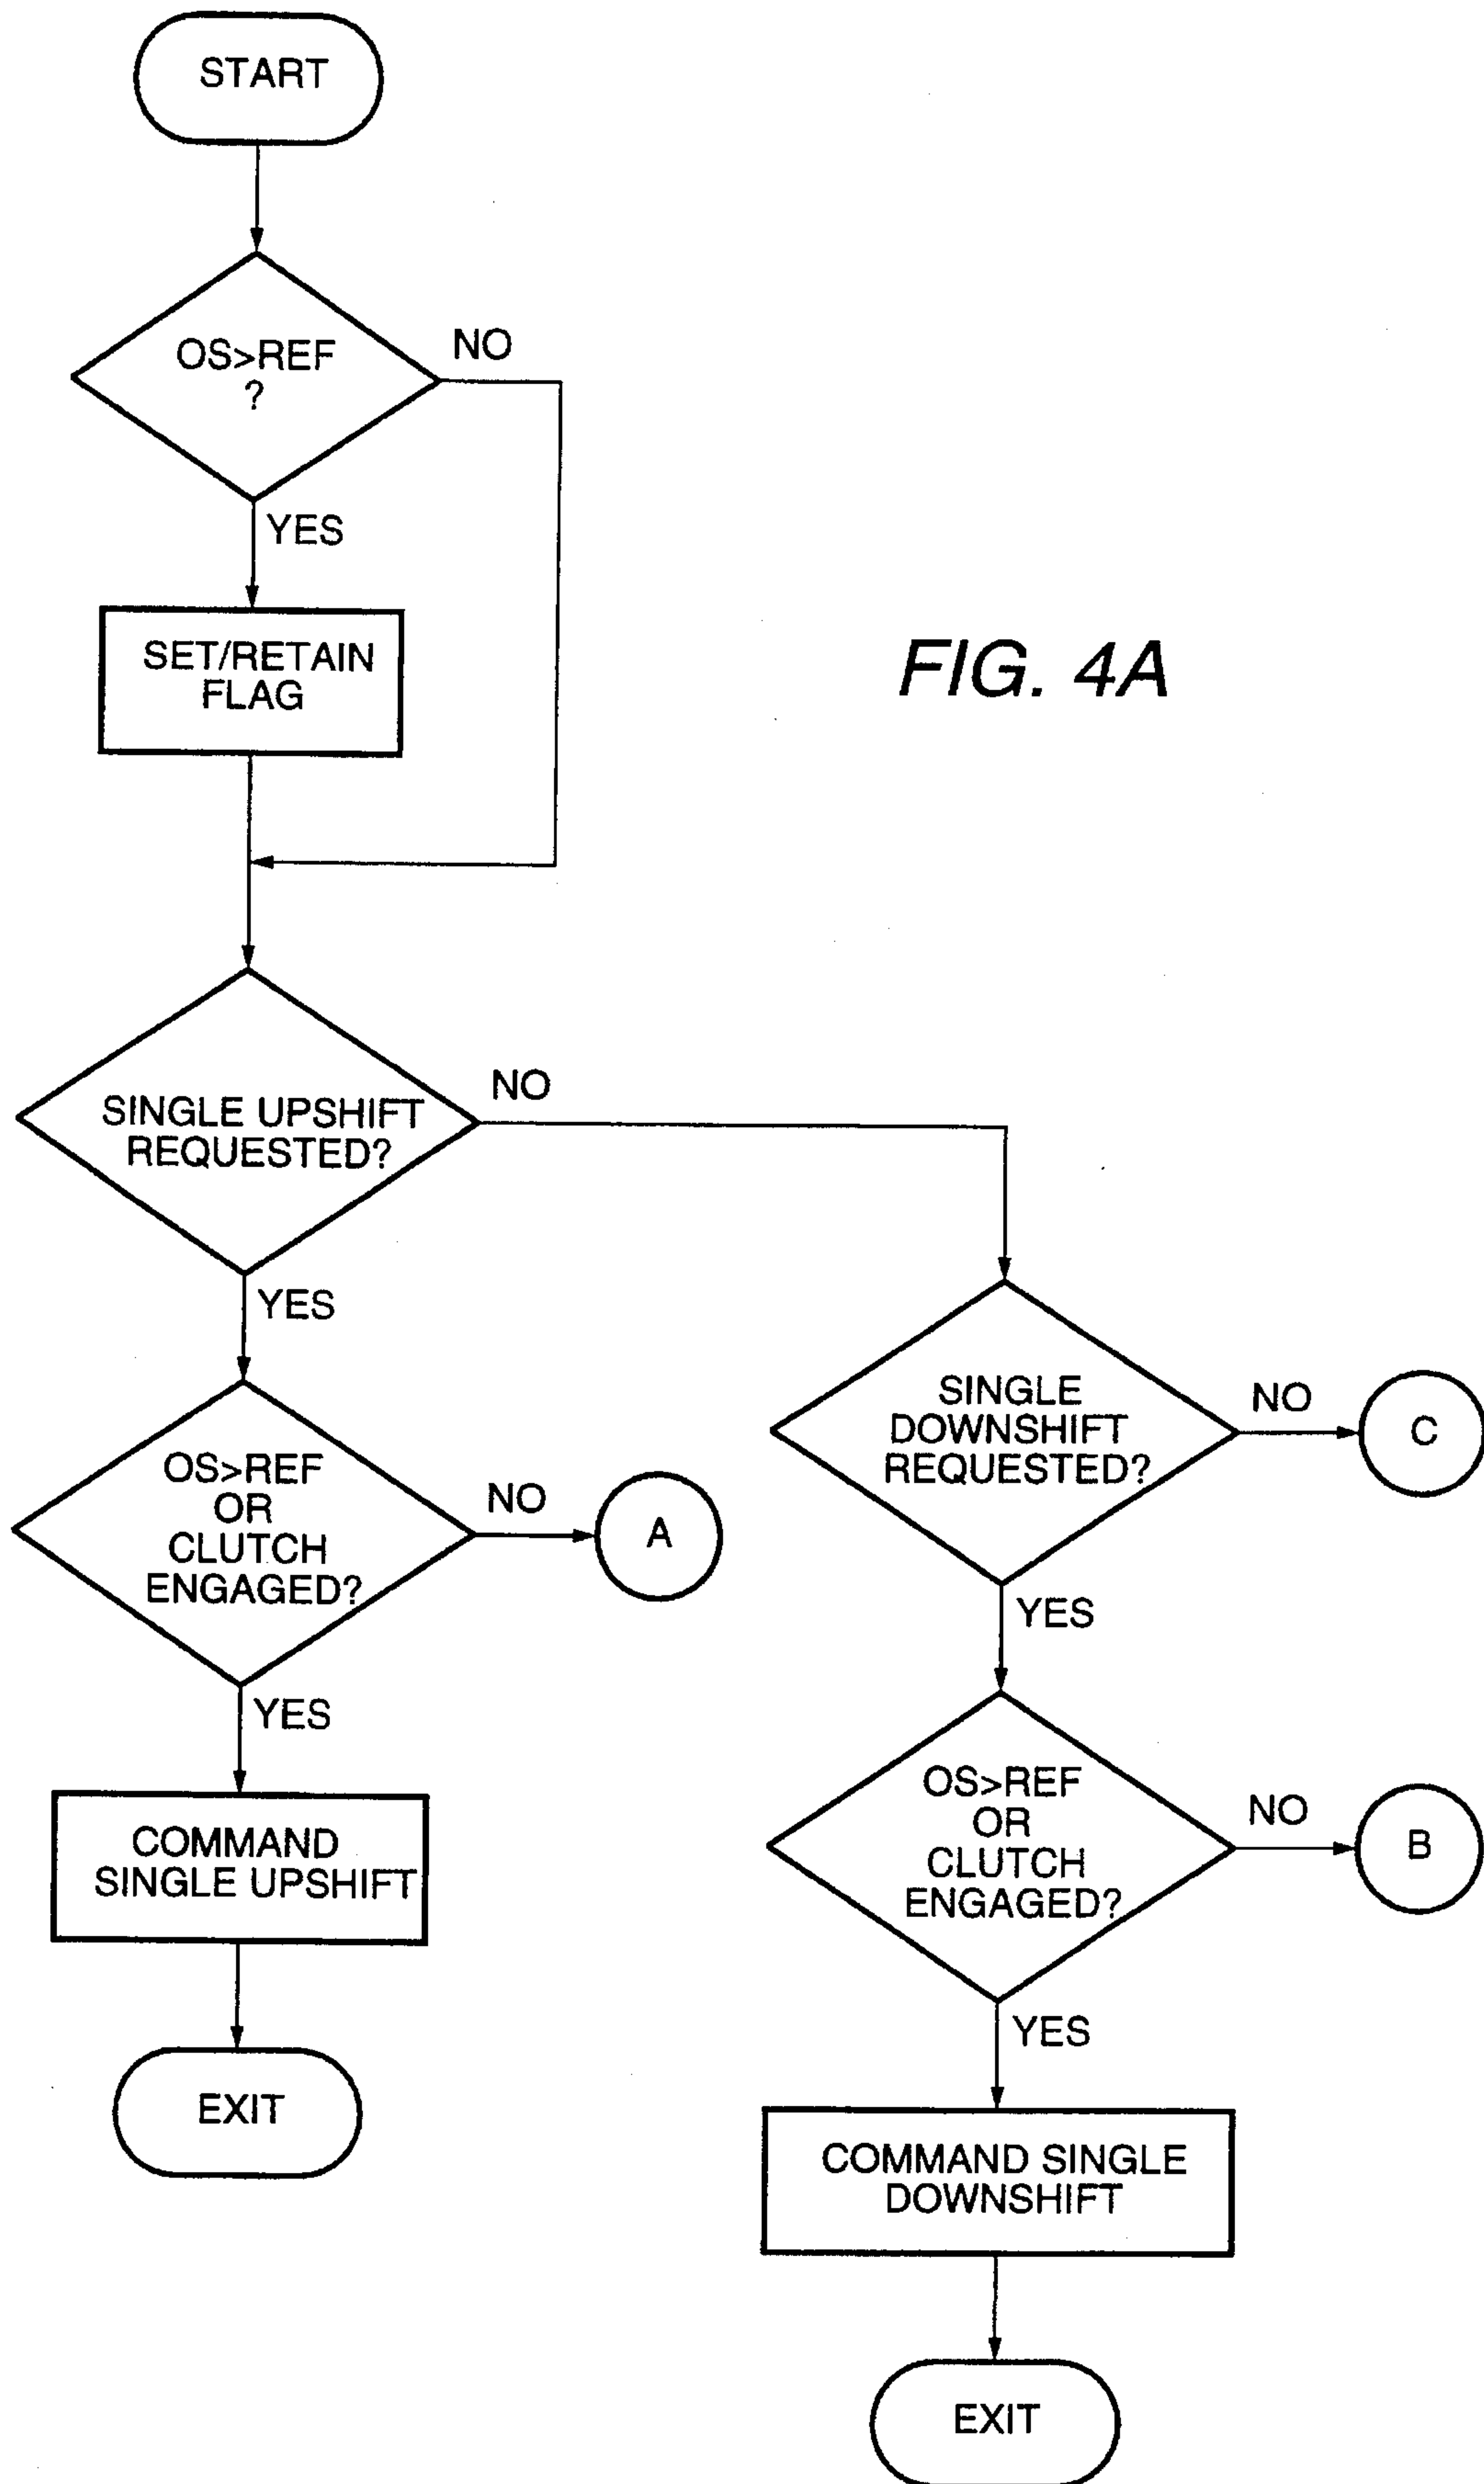 START
OS>REF
?
NO
YES
SET/RETAIN
FLAG
FIG. 4A
SINGLE UPSHIFT
REQUESTED?
NO
YES
OS>REF
OR
CLUTCH
ENGAGED?
NO
A
YES
COMMAND
SINGLE UPSHIFT
EXIT
SINGLE
DOWNSHIFT
REQUESTED?
NO
C
YES
OS>REF
OR
CLUTCH
ENGAGED?
NO
B
YES
COMMAND SINGLE
DOWNSHIFT
EXIT